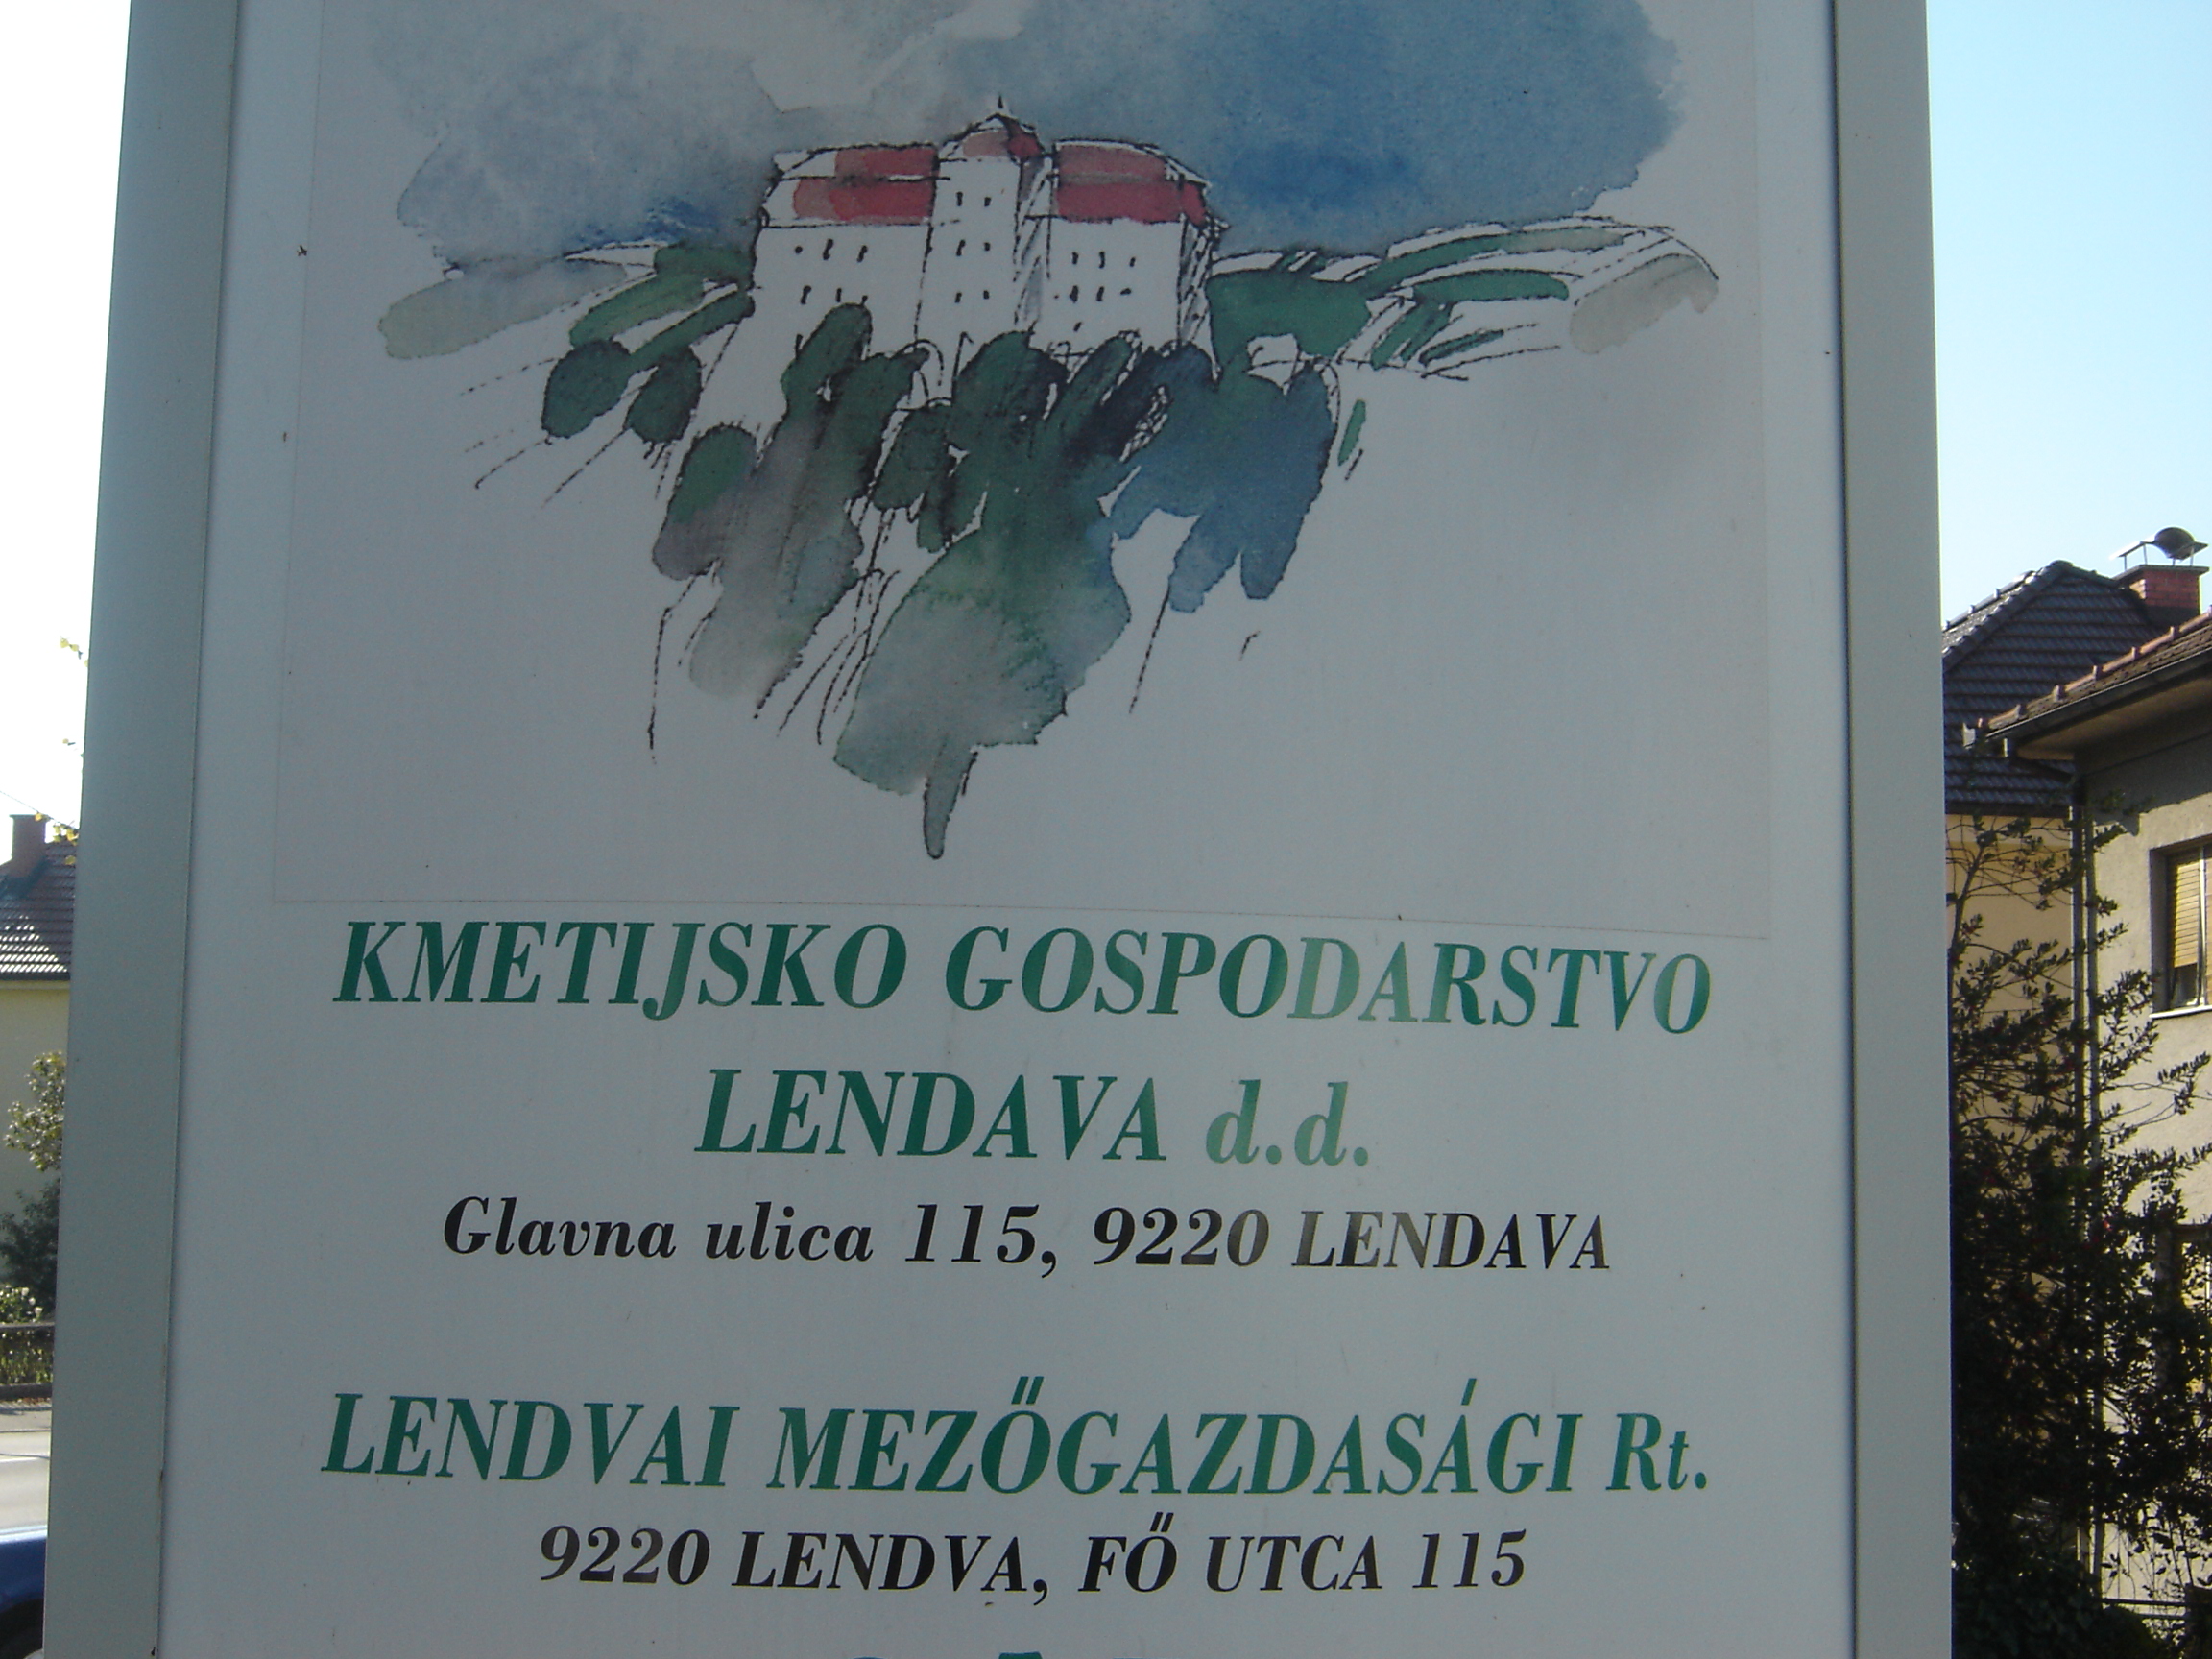 KMETIJSKO GOSPODARSTVO
LENDAVA d.d.
Glavna ulica 115, 9220 LENDAVA
LENDVAI MEZŐGAZDASÁGI Rt.
9220 LENDVA, FŐ UTCA 115